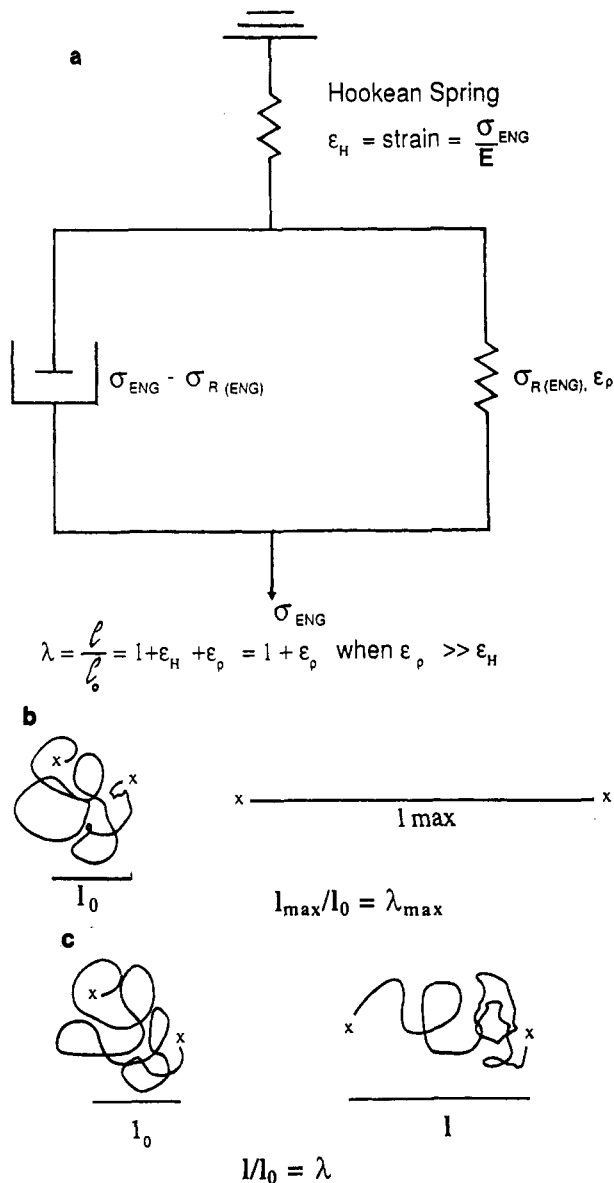 a
Hookean Spring
ε_H = strain = σ_ENG / E
σ_ENG - σ_R (ENG)
σ_R(ENG), ε_ρ
σ_ENG
λ = ℓ / ℓ_o = 1+ε_H +ε_ρ = 1 + ε_ρ when ε_ρ >> ε_H
b
x
x
x
x
l max
l_0
l_max/l_0 = λ_max
c
x
x
x
x
l_0
l
l/l_0 = λ